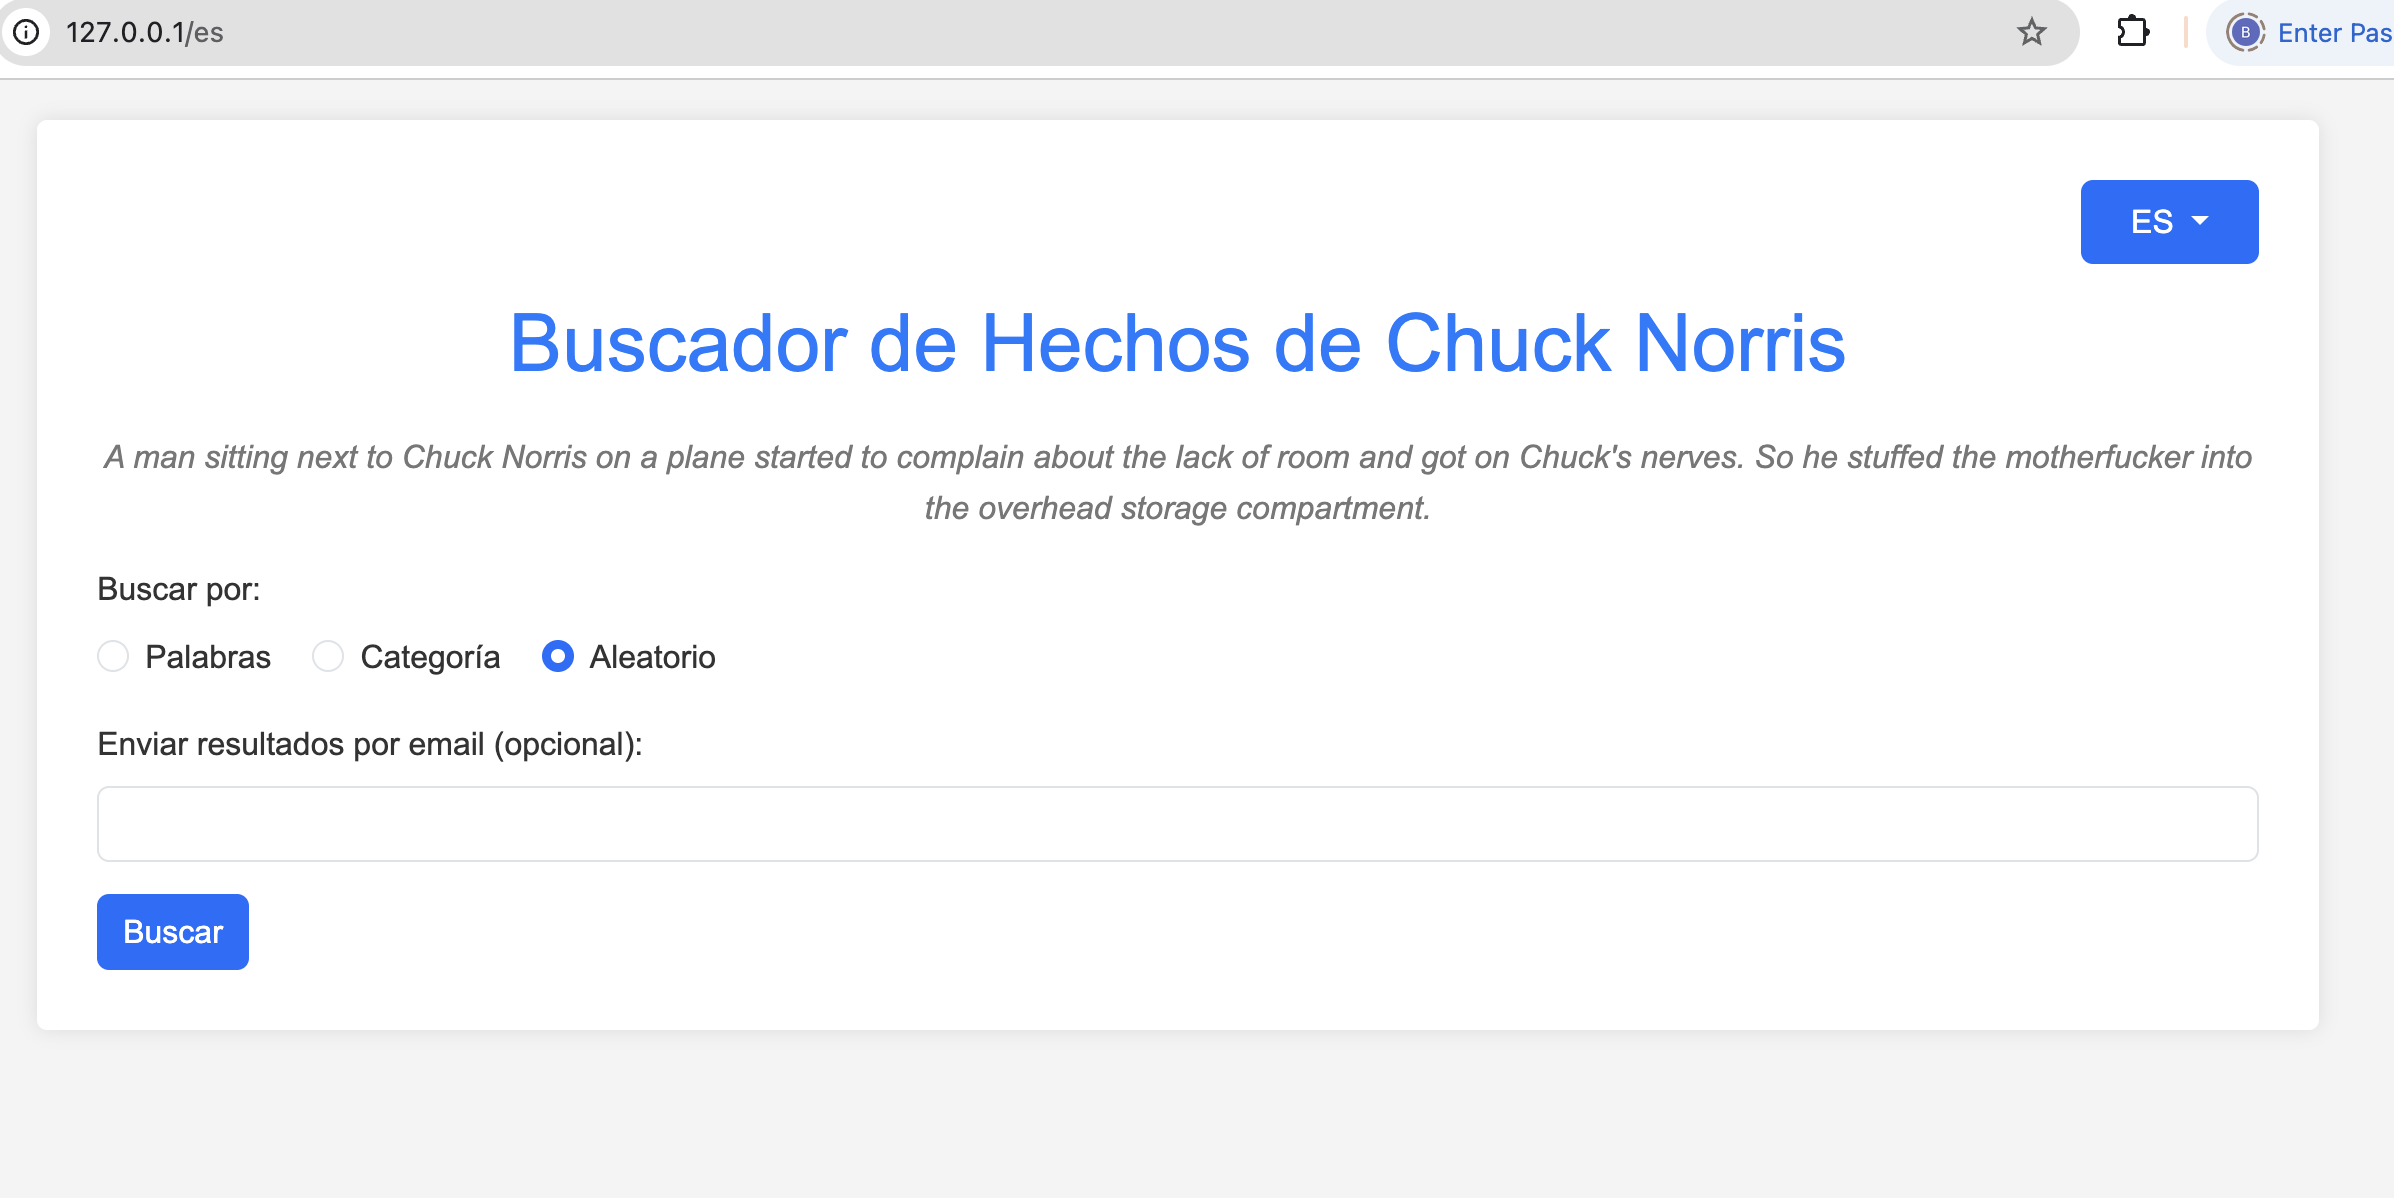 127.0.0.1/es
B Enter Pas
ES
Buscador de Hechos de Chuck Norris
A man sitting next to Chuck Norris on a plane started to complain about the lack of room and got on Chuck's nerves. So he stuffed the motherfucker into
the overhead storage compartment.
Buscar por:
Palabras Categoría Aleatorio
Enviar resultados por email (opcional):
Buscar